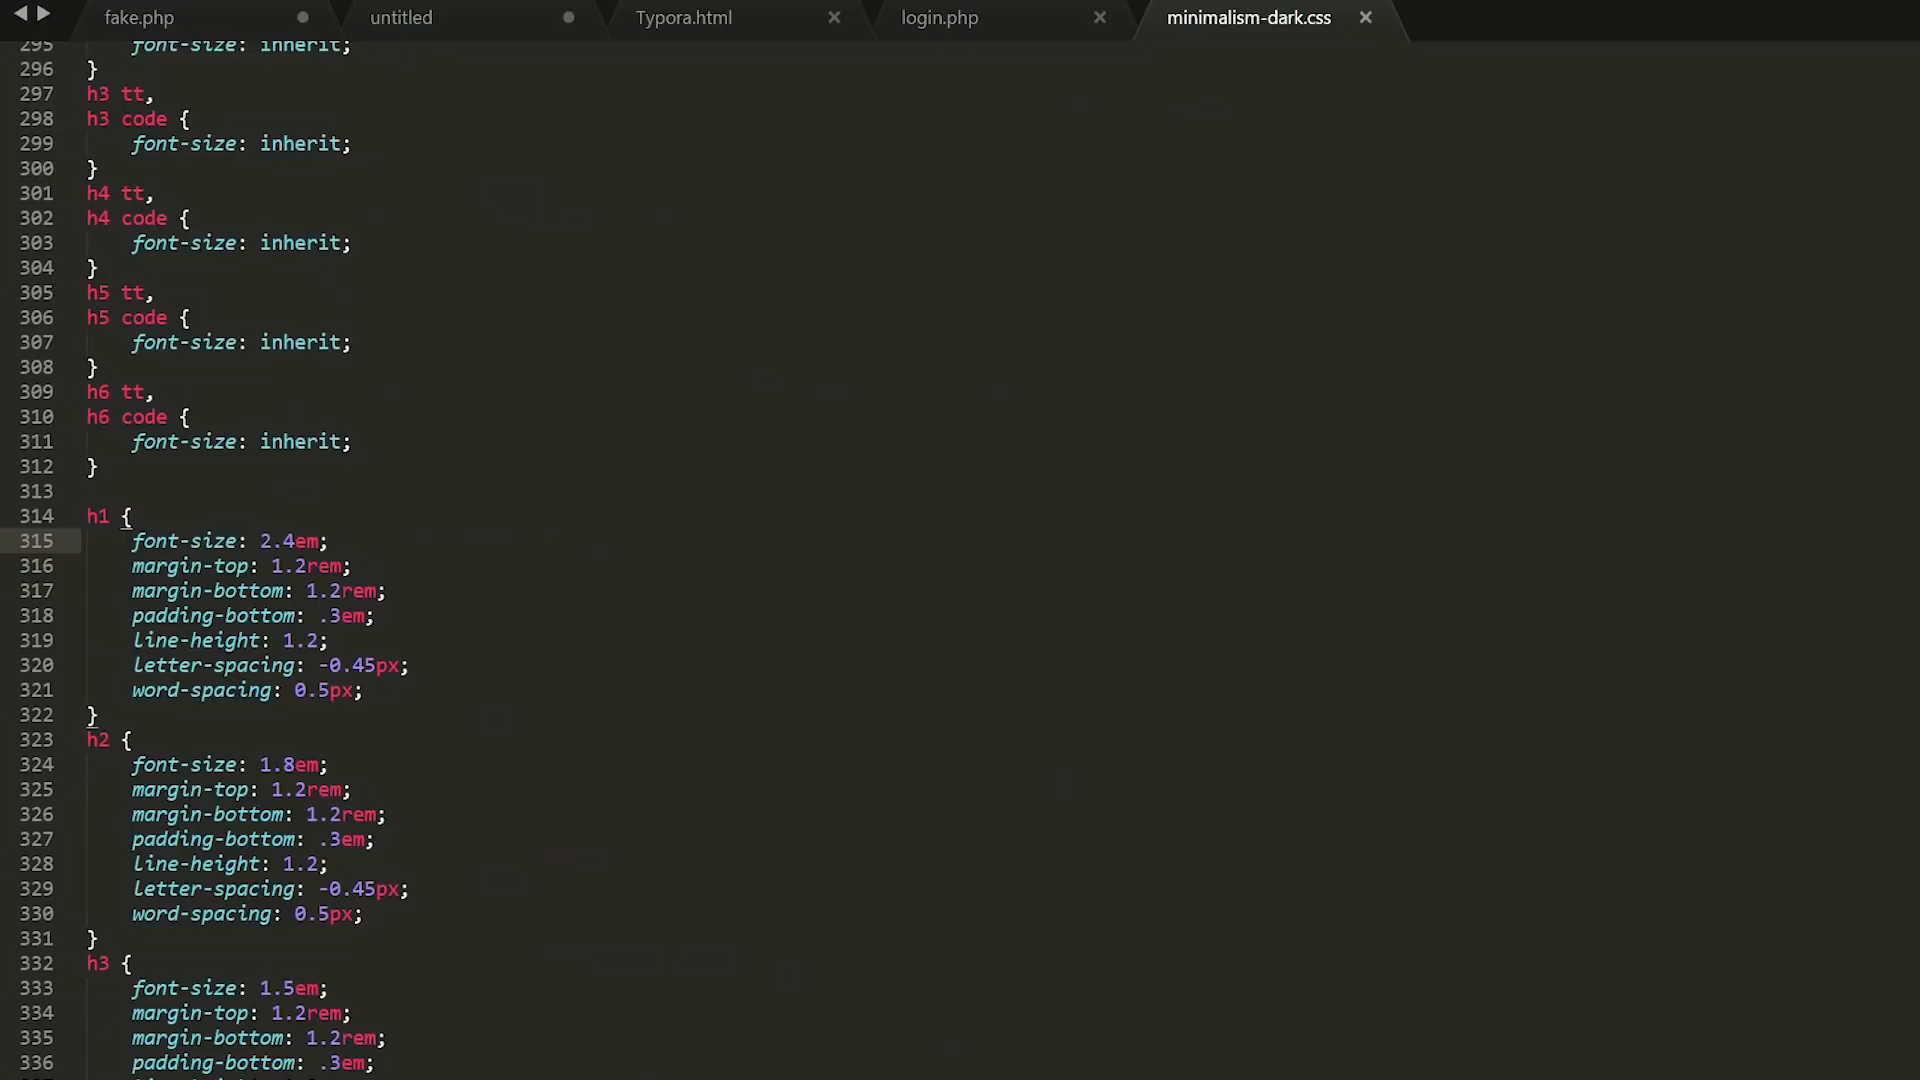 fake.php untitled Typora.html login.php minimalism-dark.css
295 font-size: inherit;
296 }
297 h3 tt,
298 h3 code {
299 font-size: inherit;
300 }
301 h4 tt,
302 h4 code {
303 font-size: inherit;
304 }
305 h5 tt,
306 h5 code {
307 font-size: inherit;
308 }
309 h6 tt,
310 h6 code {
311 font-size: inherit;
312 }
313
314 h1 {
315 font-size: 2.4em;
316 margin-top: 1.2rem;
317 margin-bottom: 1.2rem;
318 padding-bottom: .3em;
319 line-height: 1.2;
320 letter-spacing: -0.45px;
321 word-spacing: 0.5px;
322 }
323 h2 {
324 font-size: 1.8em;
325 margin-top: 1.2rem;
326 margin-bottom: 1.2rem;
327 padding-bottom: .3em;
328 line-height: 1.2;
329 letter-spacing: -0.45px;
330 word-spacing: 0.5px;
331 }
332 h3 {
333 font-size: 1.5em;
334 margin-top: 1.2rem;
335 margin-bottom: 1.2rem;
336 padding-bottom: .3em;